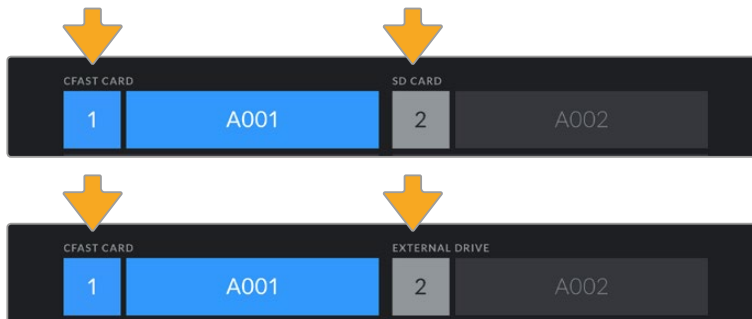 CFAST CARD SD CARD
1 A001 2 A002
CFAST CARD EXTERNAL DRIVE
1 A001 2 A002